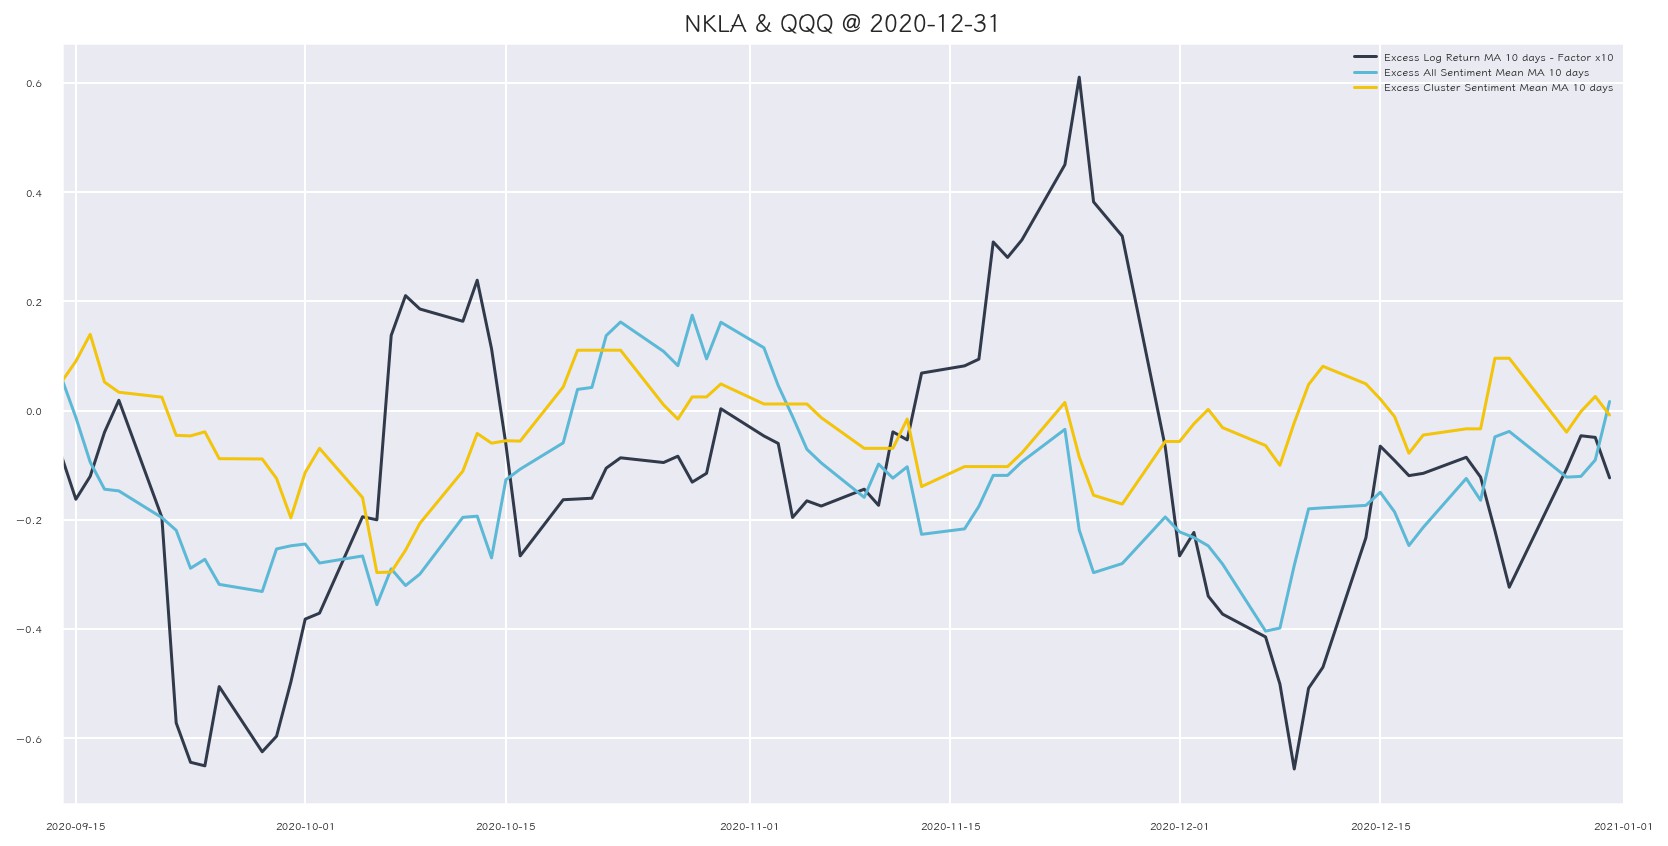 NKLA & QQQ @ 2020-12-31
Excess Log Return MA 10 days - Factor x10
Excess All Sentiment Mean MA 10 days
Excess Cluster Sentiment Mean MA 10 days
0.6
0.4
0.2
0.0
−0.2
−0.4
−0.6
2020-09-15 2020-10-01 2020-10-15 2020-11-01 2020-11-15 2020-12-01 2020-12-15 2021-01-01